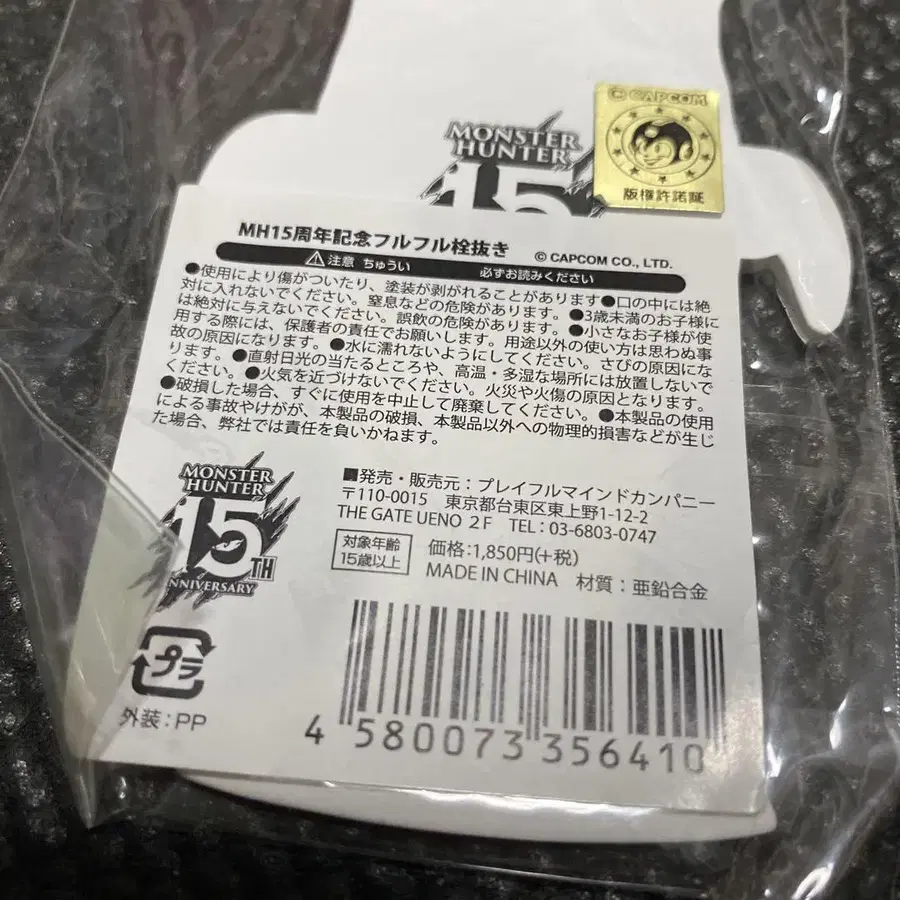 © CAPCOM
版権許諾証
MONSTER
HUNTER
15
MH15周年記念フルフル栓抜き
© CAPCOM CO., LTD.
⚠注意 ちゅうい 必ずお読みください
●使用により傷がついたり、塗装が剥がれることがあります●口の中には絶
対に入れないでください。窒息などの危険があります。●3歳未満のお子様に
は絶対に与えないでください。誤飲の危険があります。●小さなお子様が使
用する際には、保護者の責任でお願いします。用途以外の使い方は思わぬ事
故の原因になります。●水に濡れないようにしてください。さびの原因にな
ります。●直射日光の当たるところや、高温・多湿な場所には放置しないで
ください。●火気を近づけないでください。火災や火傷の原因となります。
●破損した場合、すぐに使用を中止して廃棄してください。●本製品の使用
による事故やけがが、本製品の破損、本製品以外への物理的損害などが生じ
た場合、弊社では責任を負いかねます。
MONSTER
HUNTER
15TH
ANNIVERSARY
■発売・販売元：プレイフルマインドカンパニー
〒110-0015 東京都台東区東上野1-12-2
THE GATE UENO 2F TEL：03-6803-0747
対象年齢
15歳以上
価格：1,850円(+税)
MADE IN CHINA 材質：亜鉛合金
プラ
外装：PP
4 580073 356410